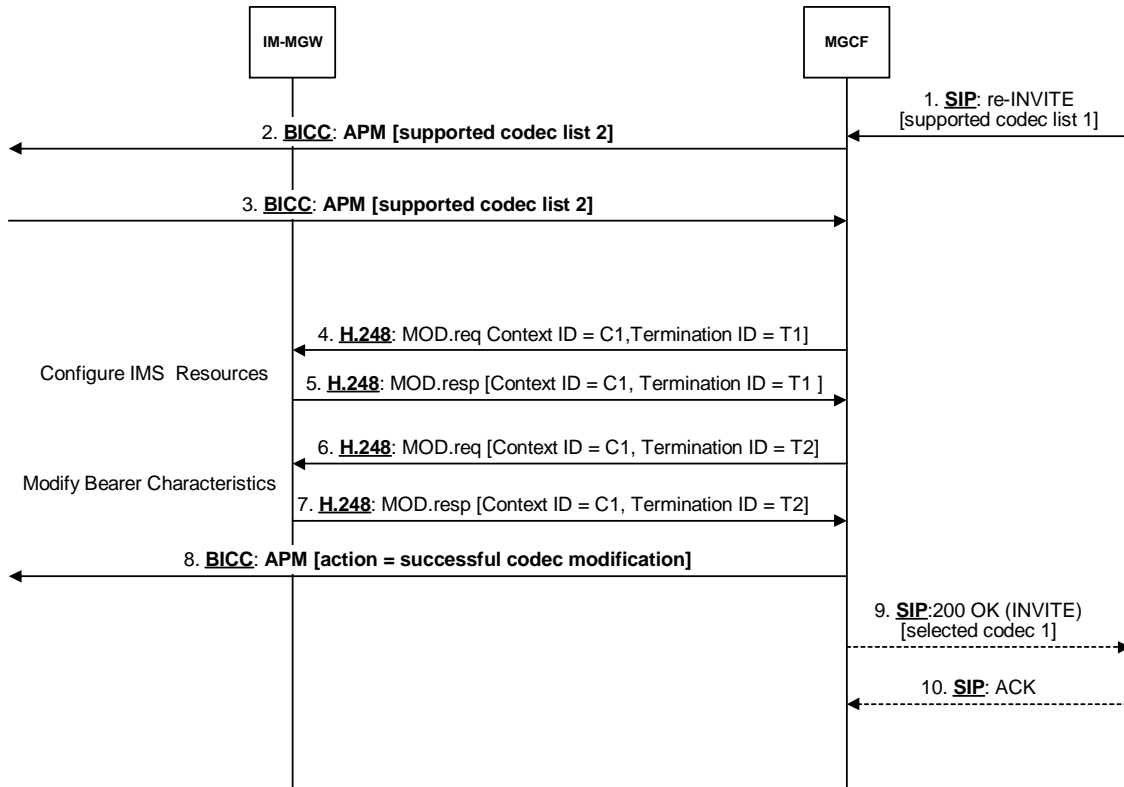 IM-MGW
MGCF
1. SIP: re-INVITE
[supported codec list 1]
2. BICC: APM [supported codec list 2]
3. BICC: APM [supported codec list 2]
4. H.248: MOD.req Context ID = C1,Termination ID = T1]
Configure IMS Resources
5. H.248: MOD.resp [Context ID = C1, Termination ID = T1 ]
6. H.248: MOD.req [Context ID = C1, Termination ID = T2]
Modify Bearer Characteristics
7. H.248: MOD.resp [Context ID = C1, Termination ID = T2]
8. BICC: APM [action = successful codec modification]
9. SIP:200 OK (INVITE)
[selected codec 1]
10. SIP: ACK